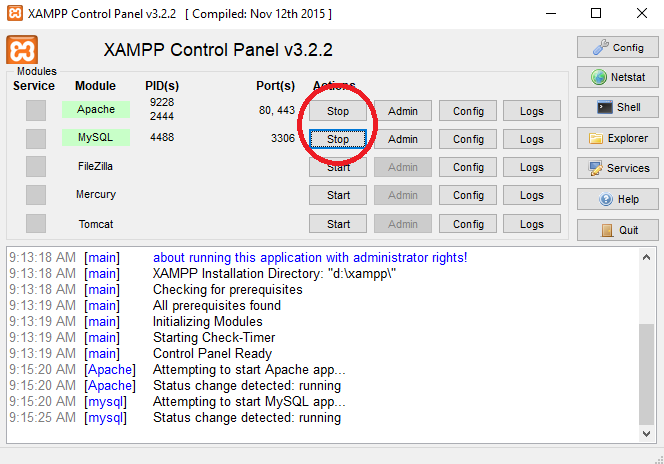 XAMPP Control Panel v3.2.2 [ Compiled: Nov 12th 2015 ]
XAMPP Control Panel v3.2.2
Config
Modules
Service Module PID(s) Port(s) Actions
Netstat
Apache 9228 2444 80, 443 Stop Admin Config Logs
Shell
MySQL 4488 3306 Stop Admin Config Logs
Explorer
FileZilla Start Admin Config Logs
Services
Mercury Start Admin Config Logs
Help
Tomcat Start Admin Config Logs
Quit
9:13:18 AM [main] about running this application with administrator rights!
9:13:18 AM [main] XAMPP Installation Directory: "d:\xampp\"
9:13:18 AM [main] Checking for prerequisites
9:13:19 AM [main] All prerequisites found
9:13:19 AM [main] Initializing Modules
9:13:19 AM [main] Starting Check-Timer
9:13:19 AM [main] Control Panel Ready
9:15:20 AM [Apache] Attempting to start Apache app...
9:15:20 AM [Apache] Status change detected: running
9:15:20 AM [mysql] Attempting to start MySQL app...
9:15:25 AM [mysql] Status change detected: running